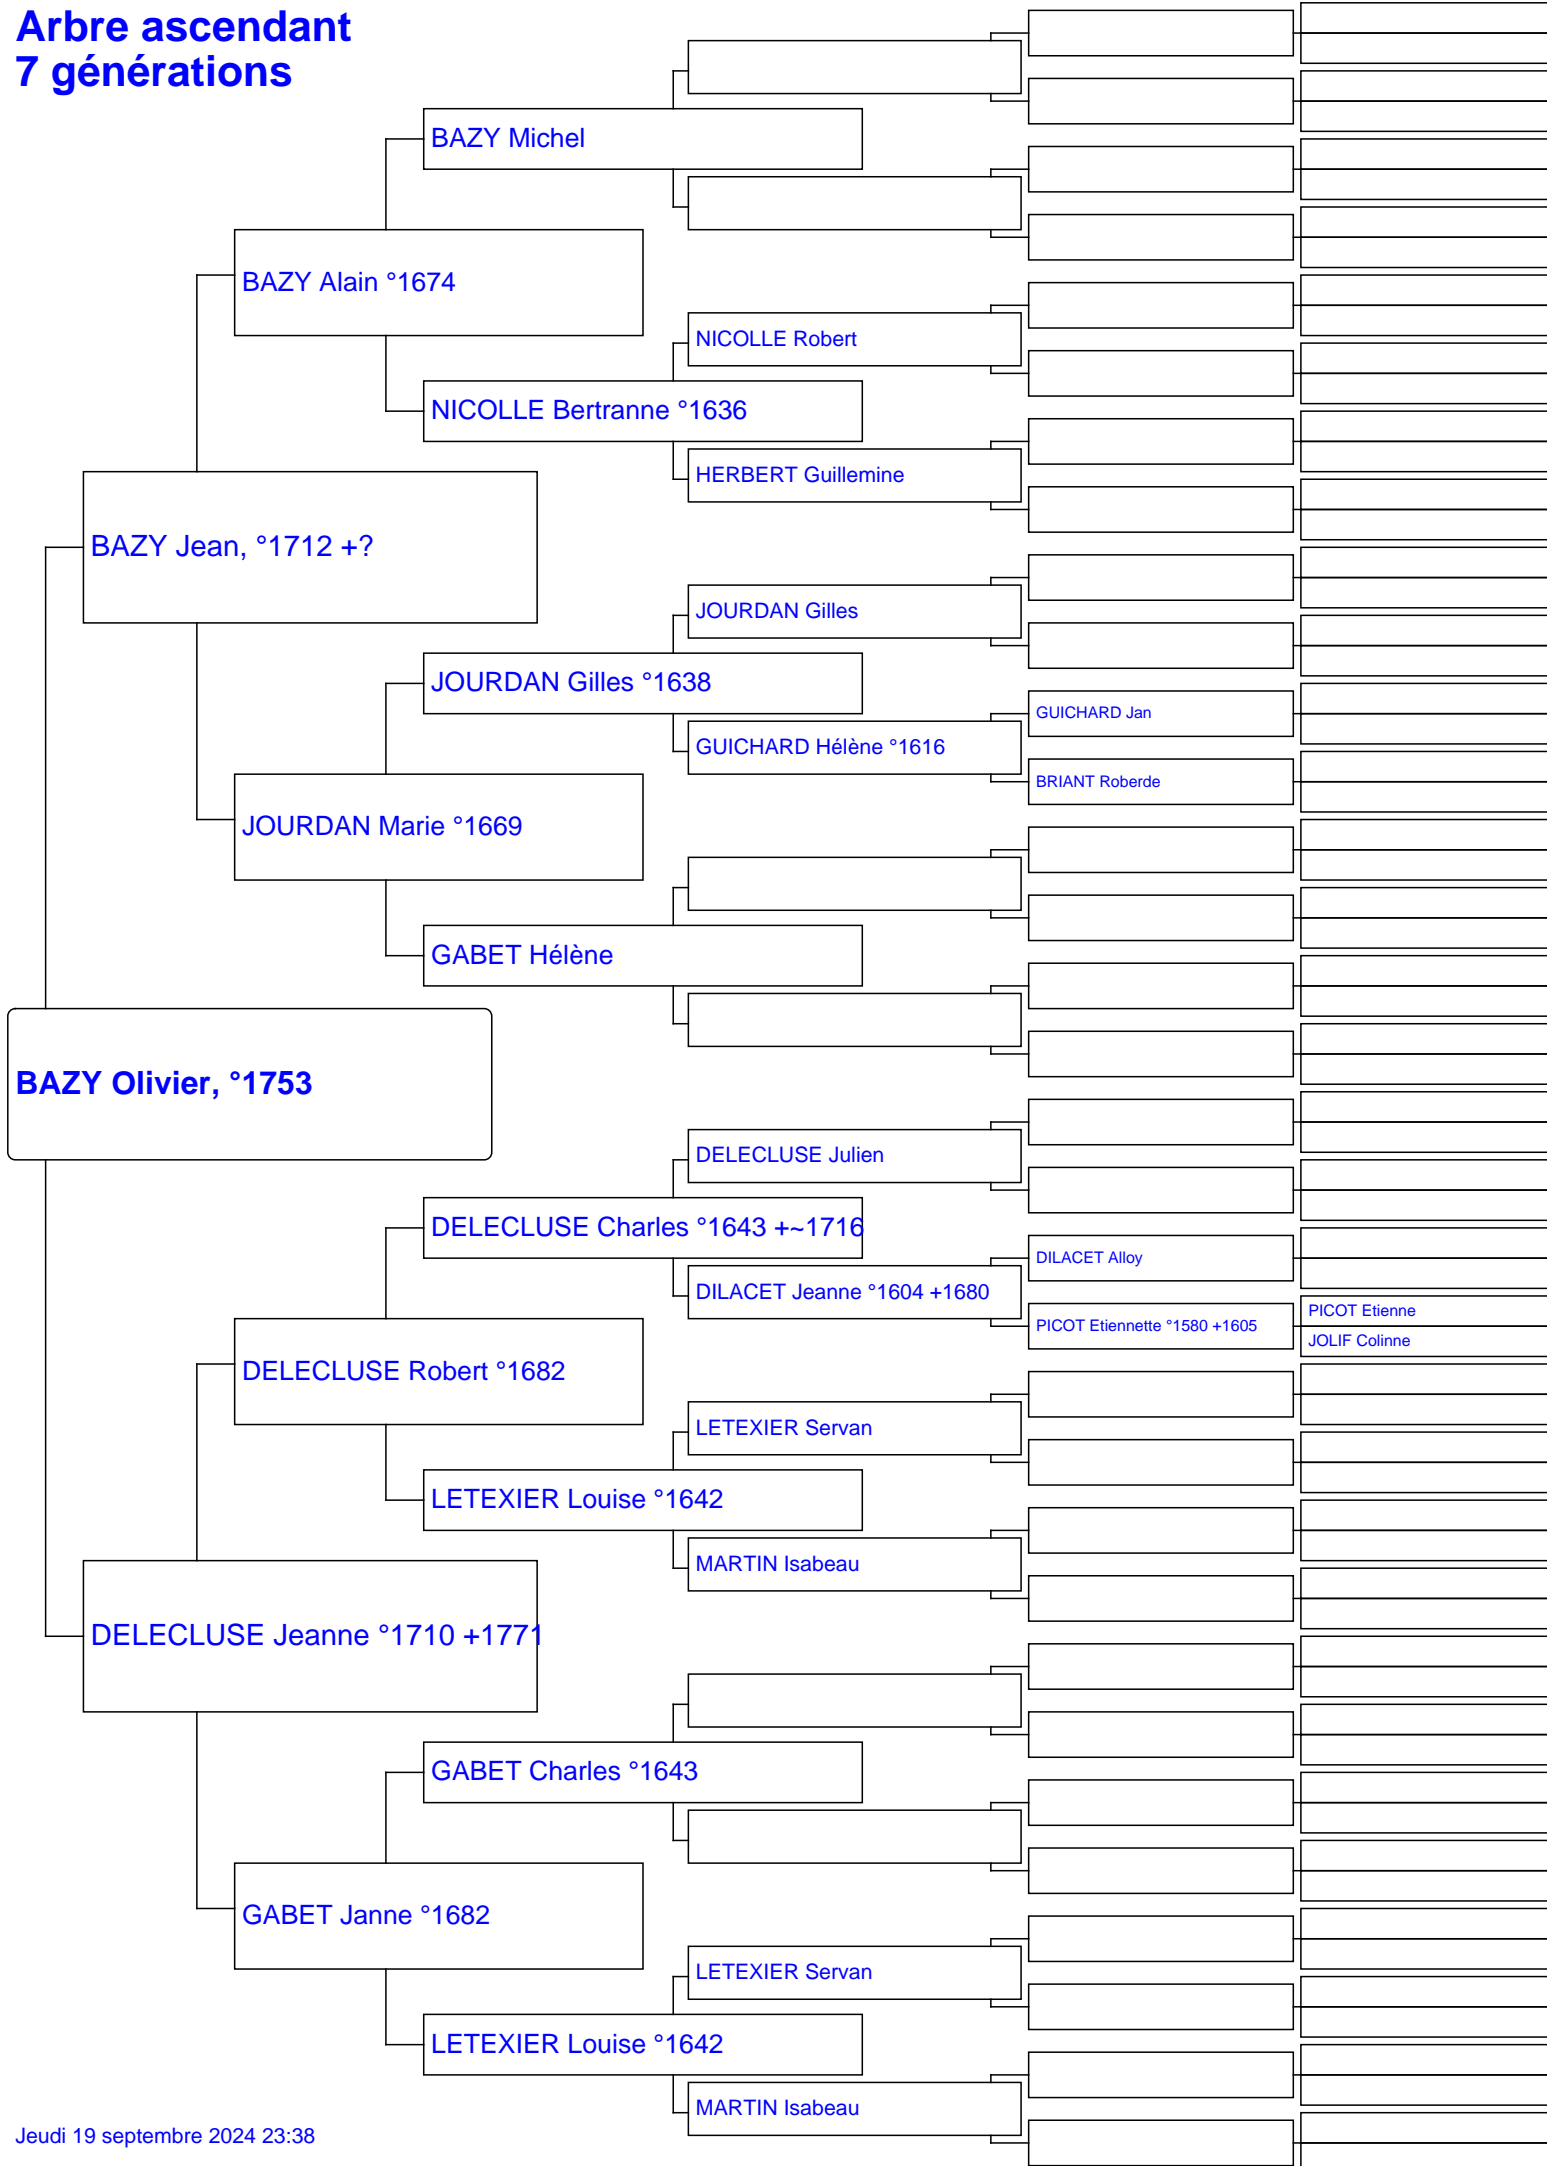 Arbre ascendant
7 générations
BAZY Michel
BAZY Alain °1674
NICOLLE Robert
NICOLLE Bertranne °1636
HERBERT Guillemine
BAZY Jean, °1712 +?
JOURDAN Gilles
JOURDAN Gilles °1638
GUICHARD Jan
GUICHARD Hélène °1616
BRIANT Roberde
JOURDAN Marie °1669
GABET Hélène
BAZY Olivier, °1753
DELECLUSE Julien
DELECLUSE Charles °1643 +~1716
DILACET Alloy
DILACET Jeanne °1604 +1680
PICOT Etienne
PICOT Etiennette °1580 +1605
JOLIF Colinne
DELECLUSE Robert °1682
LETEXIER Servan
LETEXIER Louise °1642
MARTIN Isabeau
DELECLUSE Jeanne °1710 +1771
GABET Charles °1643
GABET Janne °1682
LETEXIER Servan
LETEXIER Louise °1642
MARTIN Isabeau
Jeudi 19 septembre 2024 23:38